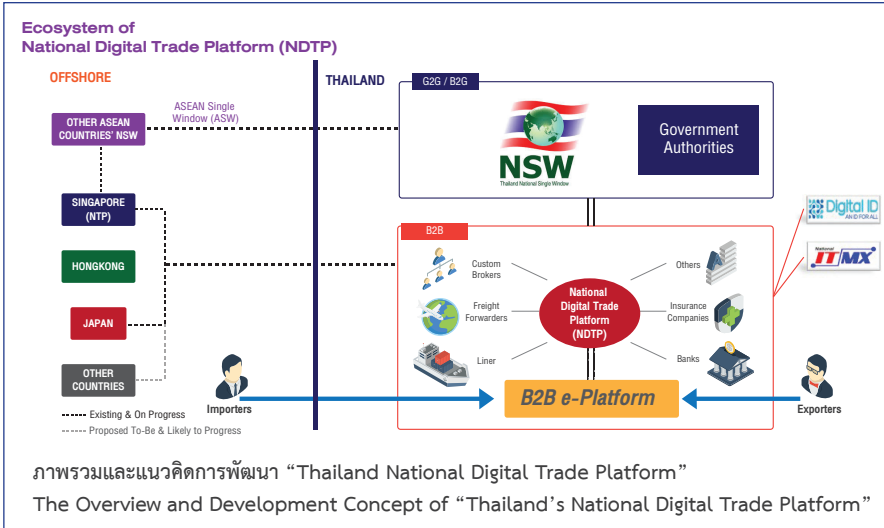 Ecosystem of
National Digital Trade Platform (NDTP)
OFFSHORE
THAILAND
G2G / B2G
ASEAN Single
Window (ASW)
OTHER ASEAN
COUNTRIES' NSW
NSW
Thailand National Single Window
Government
Authorities
SINGAPORE
(NTP)
HONGKONG
JAPAN
OTHER
COUNTRIES
B2B
Custom
Brokers
Freight
Forwarders
Liner
National
Digital Trade
Platform
(NDTP)
Others
Insurance
Companies
Banks
Digital ID
AN ID FOR ALL
National
ITMX
Importers
B2B e-Platform
Exporters
Existing & On Progress
Proposed To-Be & Likely to Progress
ภาพรวมและแนวคิดการพัฒนา “Thailand National Digital Trade Platform”
The Overview and Development Concept of “Thailand’s National Digital Trade Platform”